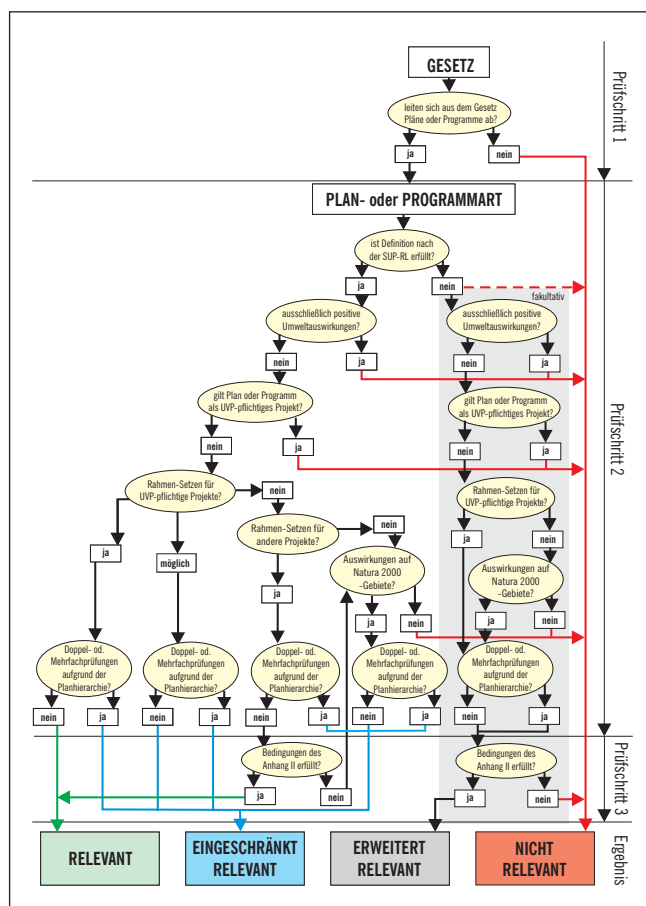 GESETZ
leiten sich aus dem Gesetz
Pläne oder Programme ab?
ja
nein
Prüfschritt 1
PLAN- oder PROGRAMMART
ist Definition nach
der SUP-RL erfüllt?
ja
nein
fakultativ
ausschließlich positive
Umweltauswirkungen?
ausschließlich positive
Umweltauswirkungen?
nein
ja
nein
ja
gilt Plan oder Programm
als UVP-pflichtiges Projekt?
gilt Plan oder Programm
als UVP-pflichtiges Projekt?
nein
ja
nein
ja
Prüfschritt 2
Rahmen-Setzen für
UVP-pflichtige Projekte?
nein
Rahmen-Setzen für
andere Projekte?
nein
Rahmen-Setzen für
UVP-pflichtige Projekte?
ja
möglich
ja
nein
Auswirkungen auf
Natura 2000
-Gebiete?
Auswirkungen auf
Natura 2000
-Gebiete?
ja
ja
nein
ja
nein
Doppel- od.
Mehrfachprüfungen
aufgrund der
Planhierarchie?
Doppel- od.
Mehrfachprüfungen
aufgrund der
Planhierarchie?
Doppel- od.
Mehrfachprüfungen
aufgrund der
Planhierarchie?
Doppel- od.
Mehrfachprüfungen
aufgrund der
Planhierarchie?
Doppel- od.
Mehrfachprüfungen
aufgrund der
Planhierarchie?
nein
ja
nein
ja
nein
ja
nein
ja
nein
ja
Bedingungen des
Anhang II erfüllt?
Bedingungen des
Anhang II erfüllt?
ja
nein
ja
nein
Prüfschritt 3
RELEVANT
EINGESCHRÄNKT
RELEVANT
ERWEITERT
RELEVANT
NICHT
RELEVANT
Ergebnis